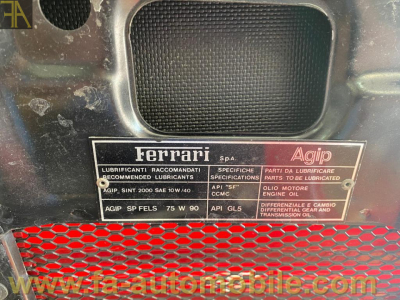 FA
Ferrari S.p.A. Agip
LUBRIFICANTI RACCOMANDATI
RECOMMENDED LUBRICANTS
SPECIFICHE
SPECIFICATIONS
PARTI DA LUBRIFICARE
PARTS TO BE LUBRICATED
AGIP, SINT 2000 SAE 10W/40
API "SF"
CCMC
OLIO MOTORE
ENGINE OIL
AGIP SP FELS 75 W 90
API GL5
DIFFERENZIALE E CAMBIO
DIFFERENTIAL GEAR AND
TRANSMISSION OIL
www.fa-automobile.com